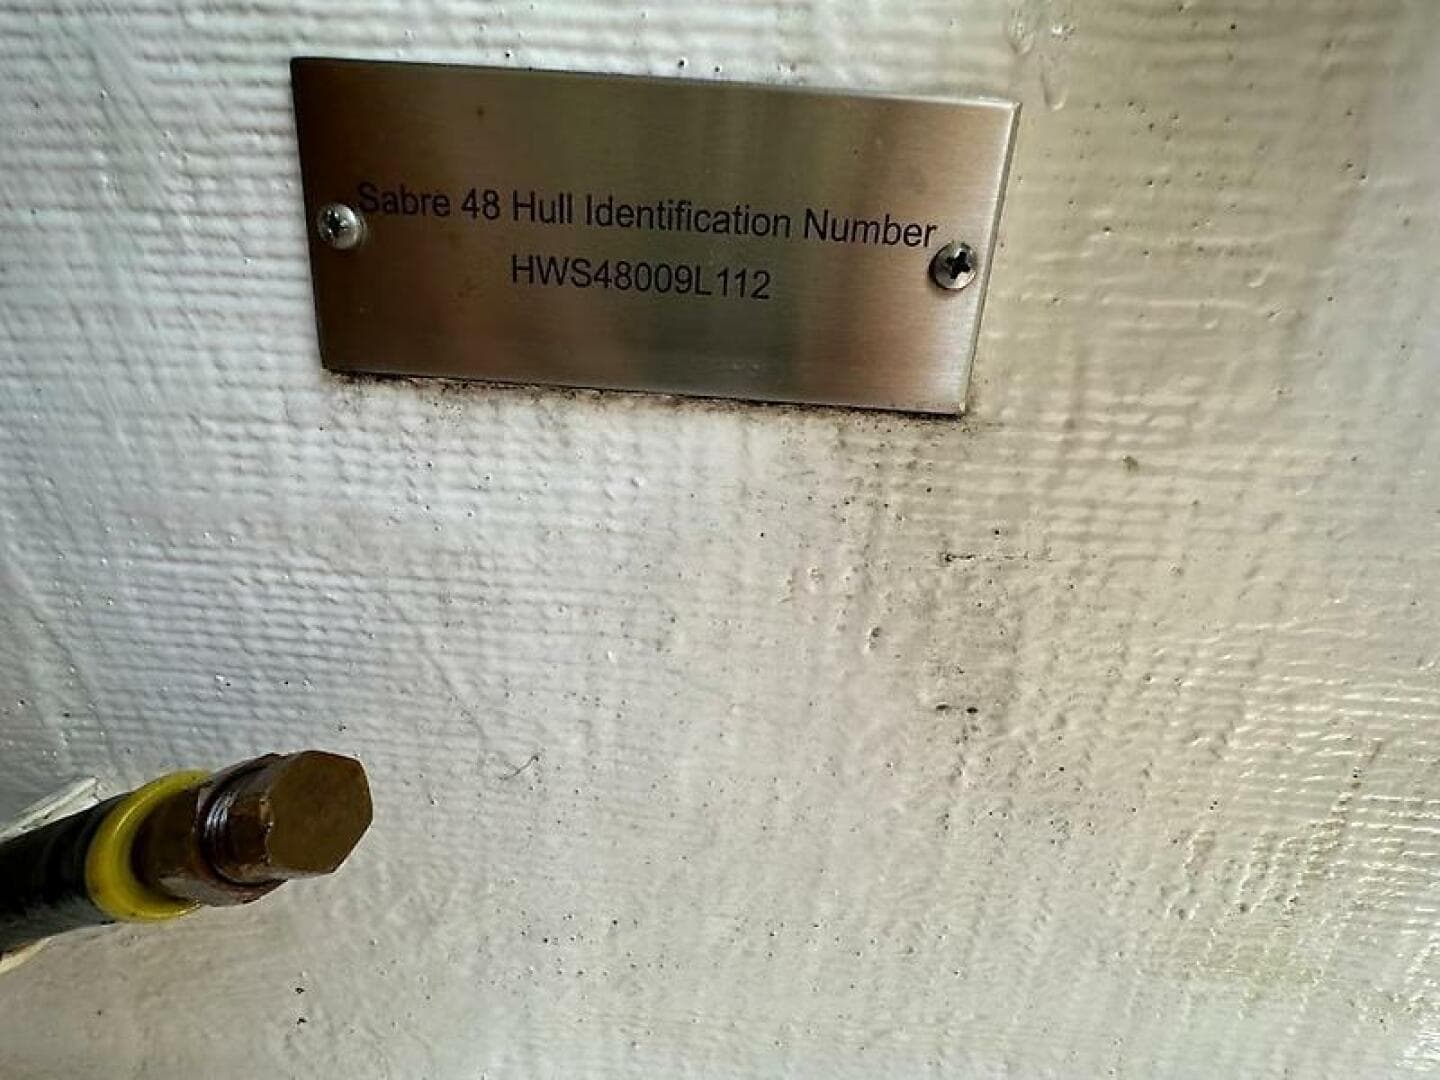 Sabre 48 Hull Identification Number
HWS48009L112